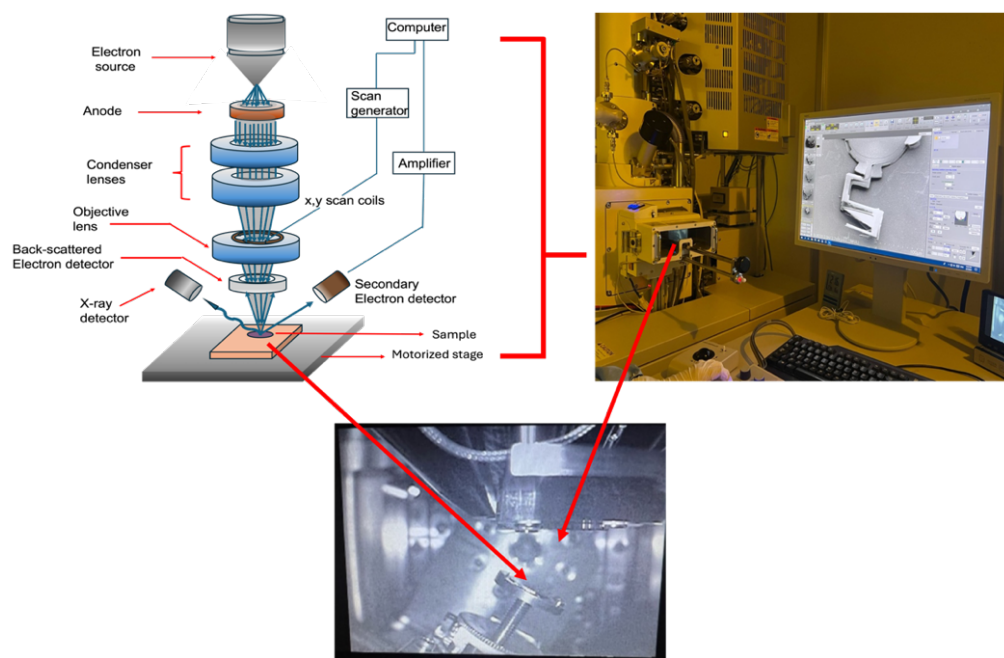 Electron
source
Anode
Condenser
lenses
Objective
lens
Back-scattered
Electron detector
X-ray
detector
Computer
Scan
generator
Amplifier
x,y scan coils
Secondary
Electron detector
Sample
Motorized stage